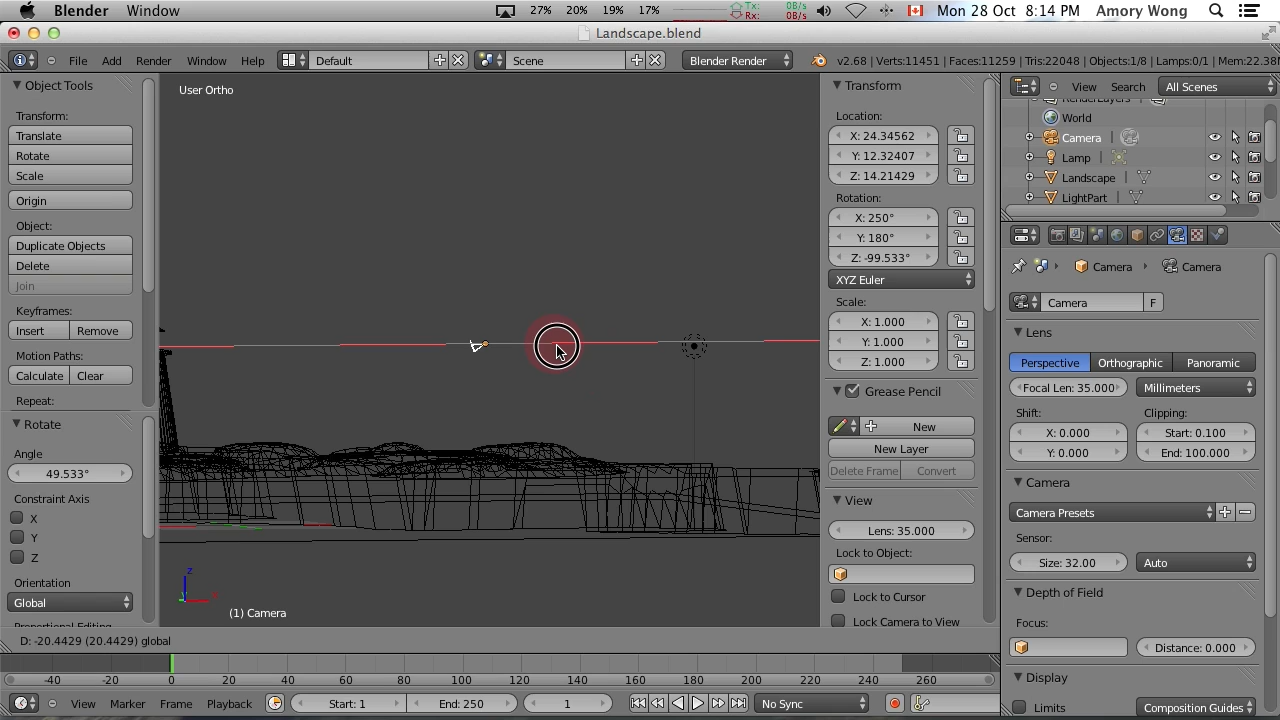 Blender Window 27% 20% 19% 17% Tx: 0B/s Rx: 0B/s Mon 28 Oct 8:14 PM Amory Wong
Landscape.blend
File Add Render Window Help Default Scene Blender Render v2.68 | Verts:11451 | Faces:11259 | Tris:22048 | Objects:1/8 | Lamps:0/1 | Mem:22.38
Object Tools
Transform:
Translate
Rotate
Scale
Origin
Object:
Duplicate Objects
Delete
Join
Keyframes:
Insert Remove
Motion Paths:
Calculate Clear
Repeat:
Rotate
Angle
49.533°
Constraint Axis
X
Y
Z
Orientation
Global
User Ortho
z
(1) Camera
D: -20.4429 (20.4429) global
Transform
Location:
X: 24.34562
Y: 12.32407
Z: 14.21429
Rotation:
X: 250°
Y: 180°
Z: -99.533°
XYZ Euler
Scale:
X: 1.000
Y: 1.000
Z: 1.000
Grease Pencil
New
New Layer
Delete Frame Convert
View
Lens: 35.000
Lock to Object:
Lock to Cursor
Lock Camera to View
View Search All Scenes
RenderLayers
World
Camera
Lamp
Landscape
LightPart
Camera Camera
Camera F
Lens
Perspective Orthographic Panoramic
Focal Len: 35.000 Millimeters
Shift: Clipping:
X: 0.000 Start: 0.100
Y: 0.000 End: 100.000
Camera
Camera Presets
Sensor:
Size: 32.00 Auto
Depth of Field
Focus:
Distance: 0.000
Display
Limits Composition Guides
-40 -20 0 20 40 60 80 100 120 140 160 180 200 220 240 260
View Marker Frame Playback Start: 1 End: 250 1 No Sync